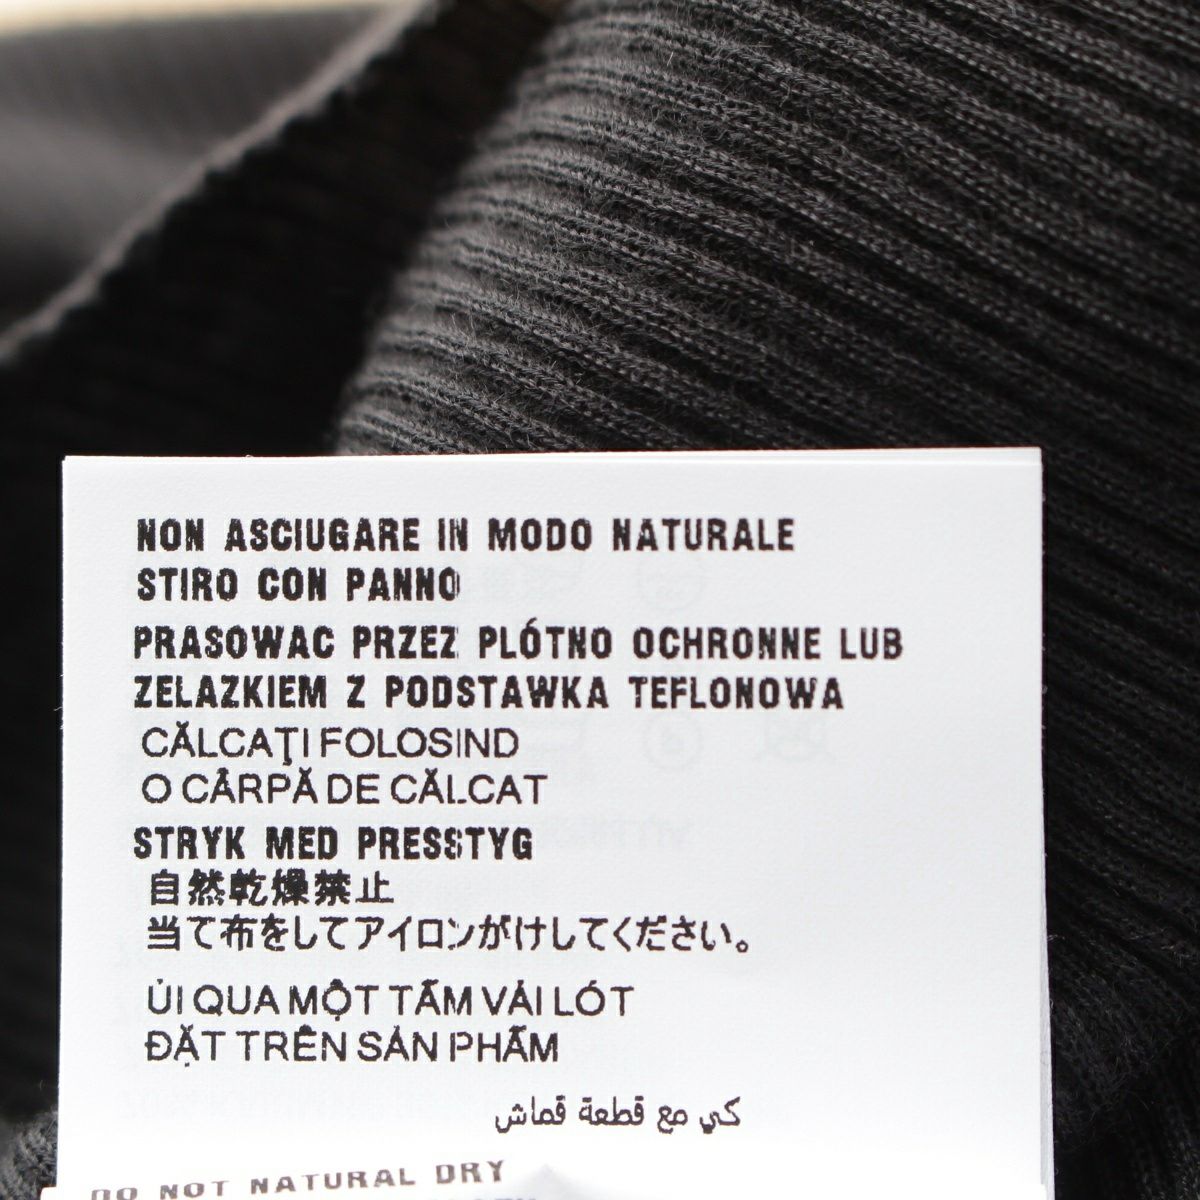 NON ASCIUGARE IN MODO NATURALE
STIRO CON PANNO
PRASOWAC PRZEZ PLÓTNO OCHRONNE LUB
ZELAZKIEM Z PODSTAWKA TEFLONOWA
CĂLCAŢI FOLOSIND
O CÂRPĂ DE CĂLCAT
STRYK MED PRESSTYG
自然乾燥禁止
当て布をしてアイロンがけしてください。
ỦI QUA MỘT TẤM VẢI LÓT
ĐẶT TRÊN SẢN PHẨM
كي مع قطعة قماش
DO NOT NATURAL DRY